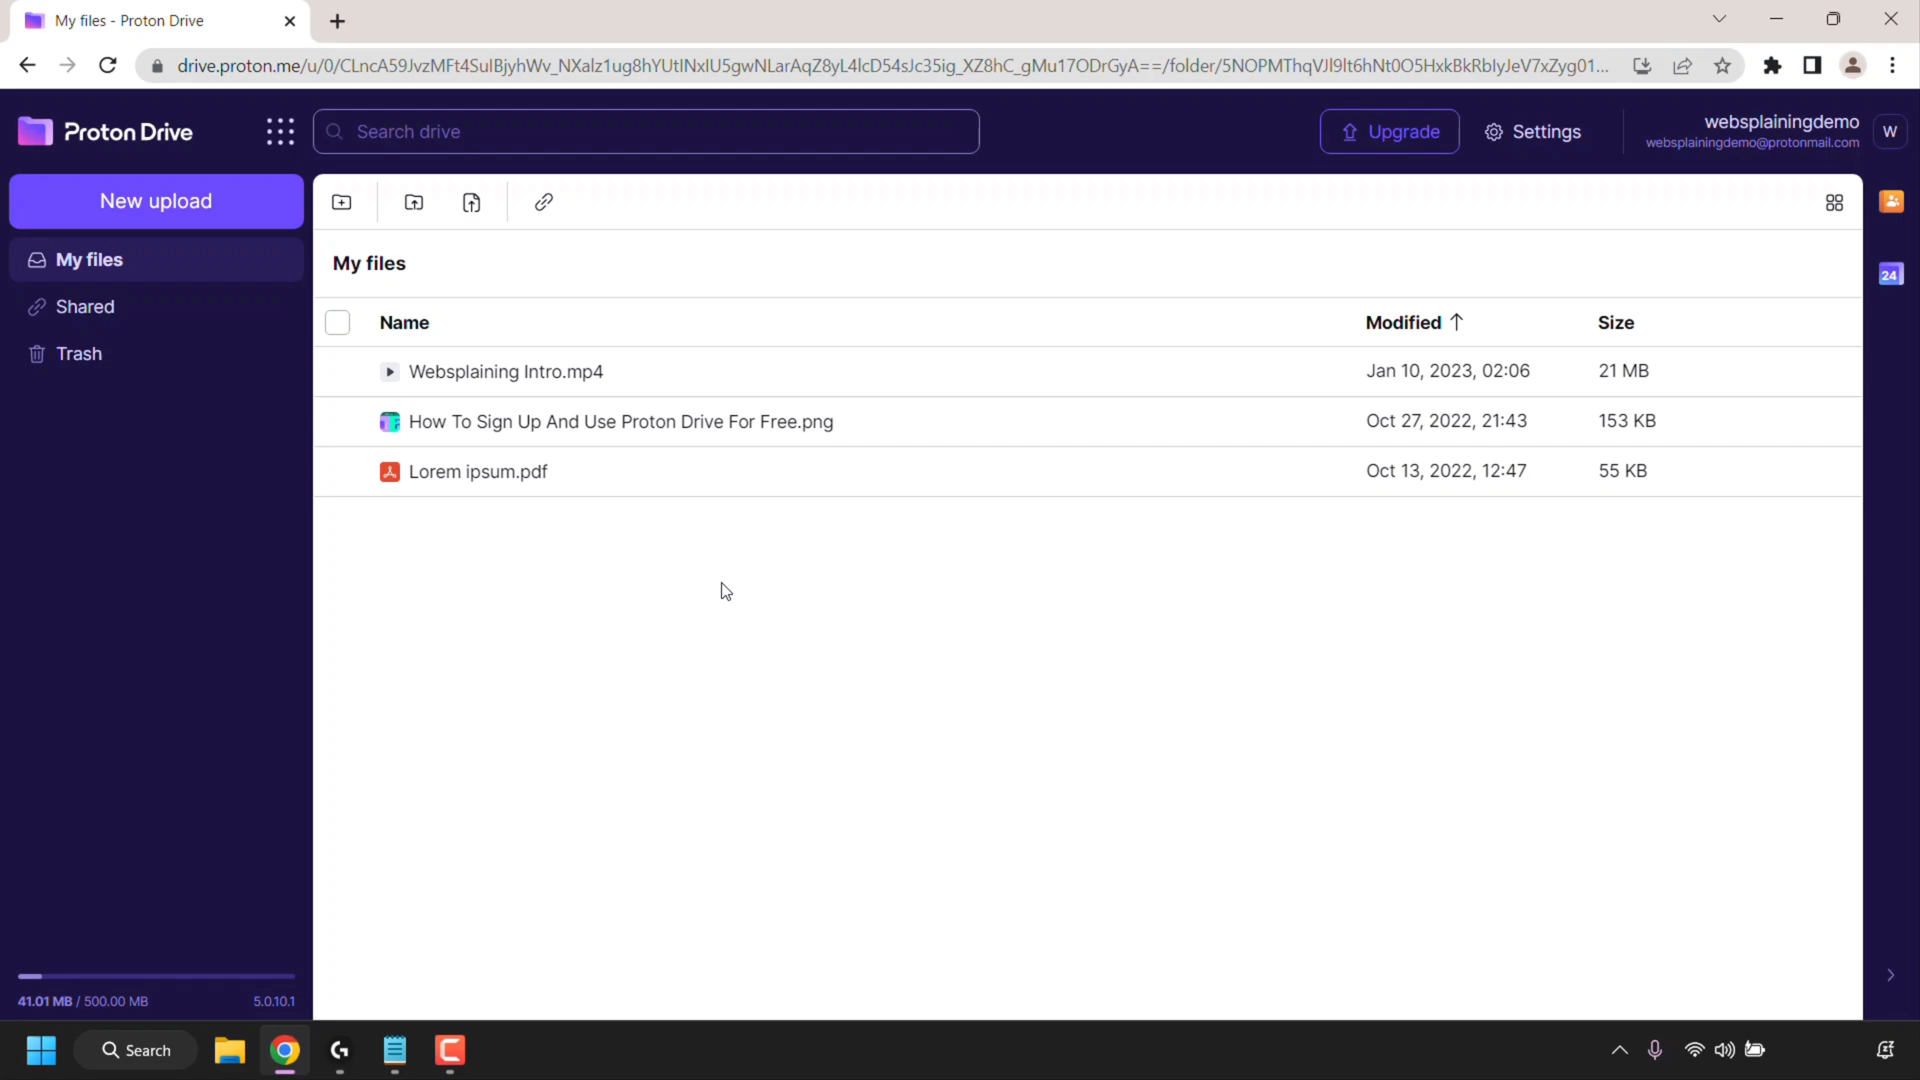 My files - Proton Drive
drive.proton.me/u/0/CLncA59JvzMFt4SuIBjyhWv_NXalz1ug8hYUtINxIU5gwNLarAqZ8yL4lcD54sJc35ig_XZ8hC_gMu17ODrGyA==/folder/5NOPMThqVJl9It6hNt0O5HxkBkRbIyJeV7xZyg01...
Proton Drive
Search drive
Upgrade
Settings
websplainingdemo
websplainingdemo@protonmail.com
W
New upload
My files
Shared
Trash
My files
24
Name Modified Size
Websplaining Intro.mp4 Jan 10, 2023, 02:06 21 MB
How To Sign Up And Use Proton Drive For Free.png Oct 27, 2022, 21:43 153 KB
Lorem ipsum.pdf Oct 13, 2022, 12:47 55 KB
41.01 MB / 500.00 MB 5.0.10.1
Search